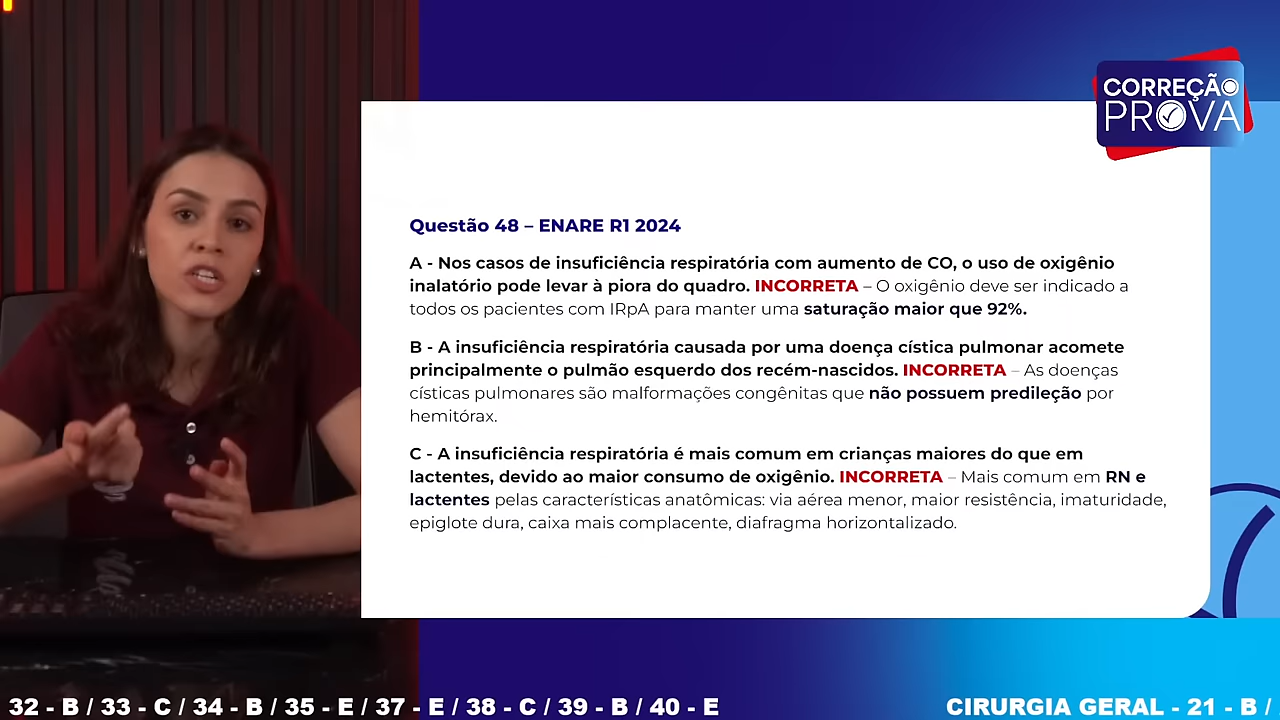 CORREÇÃO
PROVA
Questão 48 – ENARE R1 2024
A - Nos casos de insuficiência respiratória com aumento de CO, o uso de oxigênio
inalatório pode levar à piora do quadro. INCORRETA – O oxigênio deve ser indicado a
todos os pacientes com IRpA para manter uma saturação maior que 92%.
B - A insuficiência respiratória causada por uma doença cística pulmonar acomete
principalmente o pulmão esquerdo dos recém-nascidos. INCORRETA – As doenças
císticas pulmonares são malformações congênitas que não possuem predileção por
hemitórax.
C - A insuficiência respiratória é mais comum em crianças maiores do que em
lactentes, devido ao maior consumo de oxigênio. INCORRETA – Mais comum em RN e
lactentes pelas características anatômicas: via aérea menor, maior resistência, imaturidade,
epiglote dura, caixa mais complacente, diafragma horizontalizado.
32 - B / 33 - C / 34 - B / 35 - E / 37 - E / 38 - C / 39 - B / 40 - E
CIRURGIA GERAL - 21 - B /